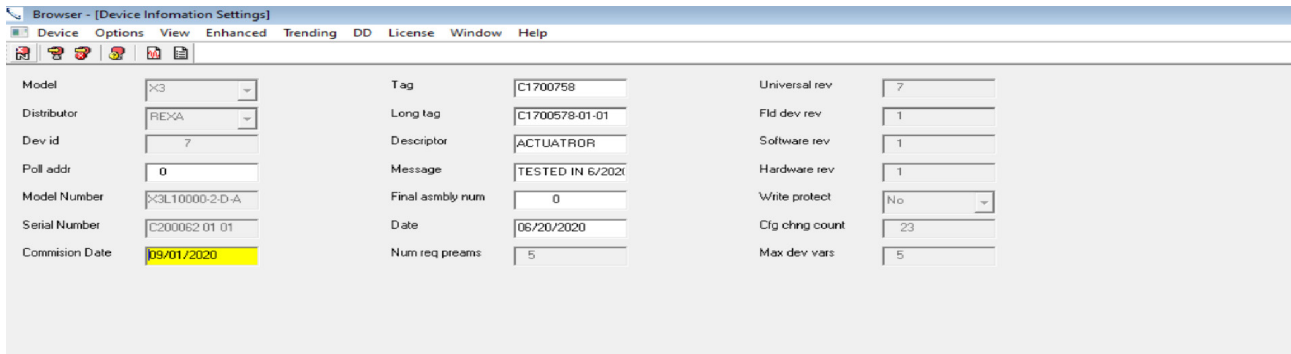 Browser - [Device Infomation Settings]
Device Options View Enhanced Trending DD License Window Help
Model X3 Tag C1700758 Universal rev 7
Distributor REXA Long tag C1700578-01-01 Fld dev rev 1
Dev id 7 Descriptor ACTUATROR Software rev 1
Poll addr 0 Message TESTED IN 6/202( Hardware rev 1
Model Number X3L10000-2-D-A Final asmbly num 0 Write protect No
Serial Number C200062 01 01 Date 06/20/2020 Cfg chng count 23
Commision Date 09/01/2020 Num req preams 5 Max dev vars 5